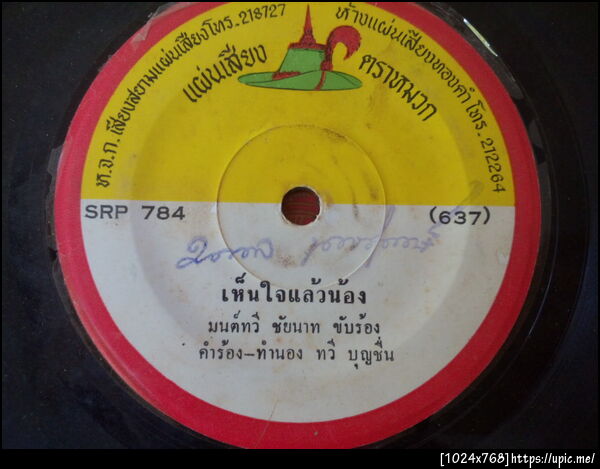 ห.จ.ก. เสียงสยามแผ่นเสียงโทร.218727
ห้างแผ่นเสียงทองคำ โทร. 212264
แผ่นเสียง
ตราหมวก
SRP 784
(637)
เห็นใจแล้วน้อง
มนต์ทวี ชัยนาท ขับร้อง
คำร้อง-ทำนอง ทวี บุญชื่น
[1024x768]https://upic.me/